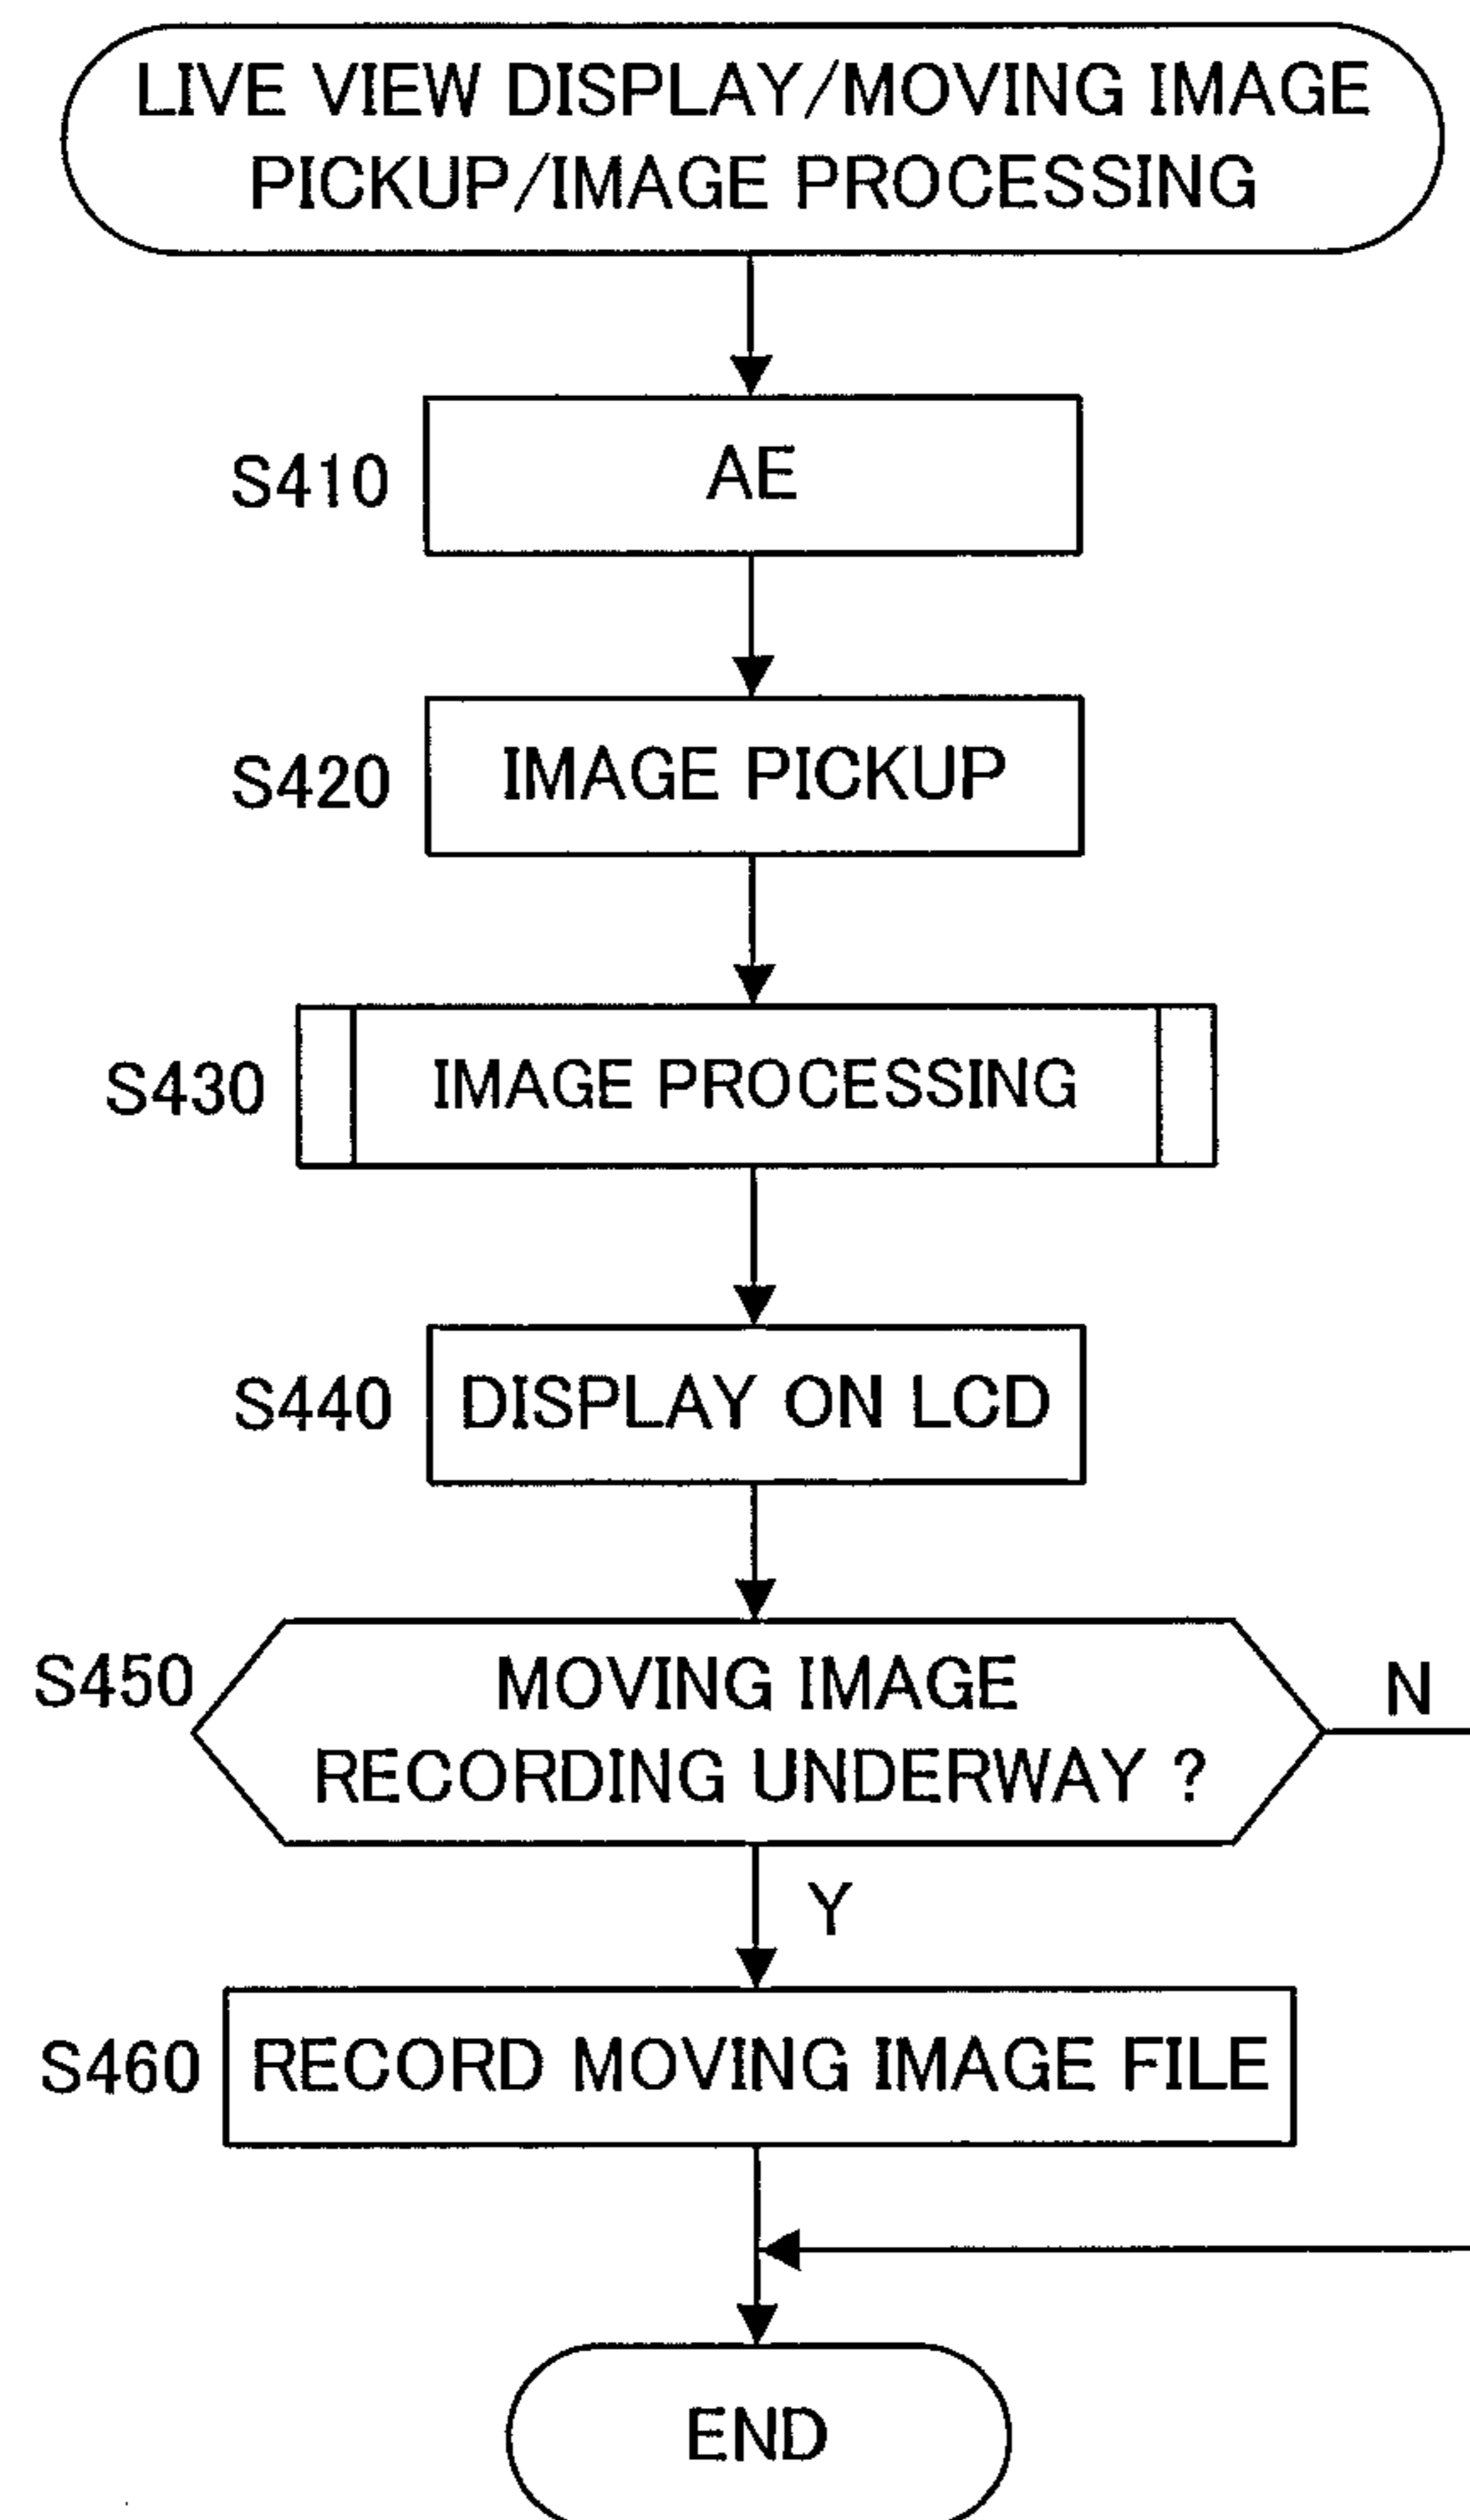 LIVE VIEW DISPLAY/MOVING IMAGE
PICKUP/IMAGE PROCESSING
S410
AE
S420
IMAGE PICKUP
S430
IMAGE PROCESSING
S440
DISPLAY ON LCD
S450
MOVING IMAGE
RECORDING UNDERWAY ?
N
Y
S460
RECORD MOVING IMAGE FILE
END